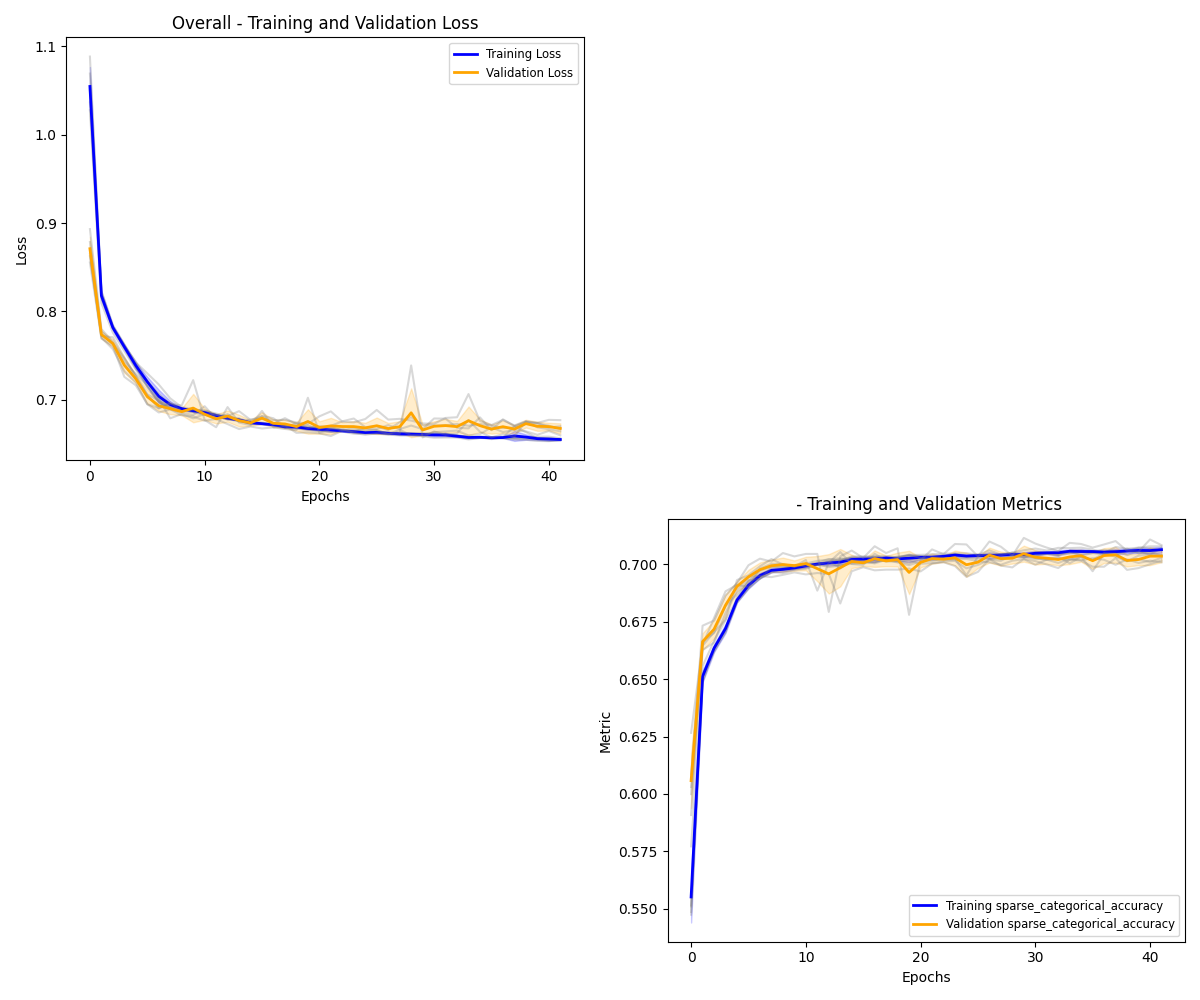 Overall - Training and Validation Loss
1.1
1.0
0.9
0.8
0.7
Loss
Training Loss
Validation Loss
0 10 20 30 40
Epochs
- Training and Validation Metrics
0.700
0.675
0.650
0.625
0.600
0.575
0.550
Metric
Training sparse_categorical_accuracy
Validation sparse_categorical_accuracy
0 10 20 30 40
Epochs